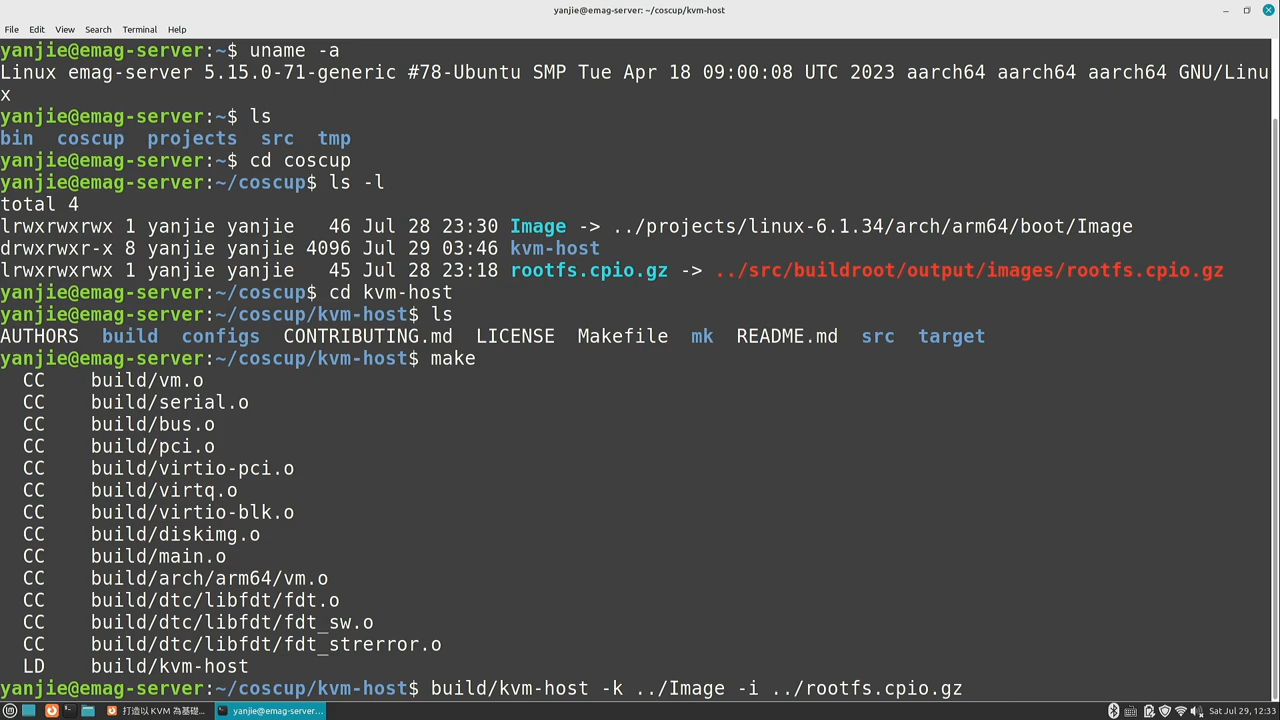 yanjie@emag-server: ~/coscup/kvm-host
File Edit View Search Terminal Help
yanjie@emag-server:~$ uname -a
Linux emag-server 5.15.0-71-generic #78-Ubuntu SMP Tue Apr 18 09:00:08 UTC 2023 aarch64 aarch64 aarch64 GNU/Linu
x
yanjie@emag-server:~$ ls
bin  coscup  projects  src  tmp
yanjie@emag-server:~$ cd coscup
yanjie@emag-server:~/coscup$ ls -l
total 4
lrwxrwxrwx 1 yanjie yanjie   46 Jul 28 23:30 Image -> ../projects/linux-6.1.34/arch/arm64/boot/Image
drwxrwxr-x 8 yanjie yanjie 4096 Jul 29 03:46 kvm-host
lrwxrwxrwx 1 yanjie yanjie   45 Jul 28 23:18 rootfs.cpio.gz -> ../src/buildroot/output/images/rootfs.cpio.gz
yanjie@emag-server:~/coscup$ cd kvm-host
yanjie@emag-server:~/coscup/kvm-host$ ls
AUTHORS  build  configs  CONTRIBUTING.md  LICENSE  Makefile  mk  README.md  src  target
yanjie@emag-server:~/coscup/kvm-host$ make
  CC    build/vm.o
  CC    build/serial.o
  CC    build/bus.o
  CC    build/pci.o
  CC    build/virtio-pci.o
  CC    build/virtq.o
  CC    build/virtio-blk.o
  CC    build/diskimg.o
  CC    build/main.o
  CC    build/arch/arm64/vm.o
  CC    build/dtc/libfdt/fdt.o
  CC    build/dtc/libfdt/fdt_sw.o
  CC    build/dtc/libfdt/fdt_strerror.o
  LD    build/kvm-host
yanjie@emag-server:~/coscup/kvm-host$ build/kvm-host -k ../Image -i ../rootfs.cpio.gz
打造以 KVM 為基礎... yanjie@emag-server:... Sat Jul 29, 12:33